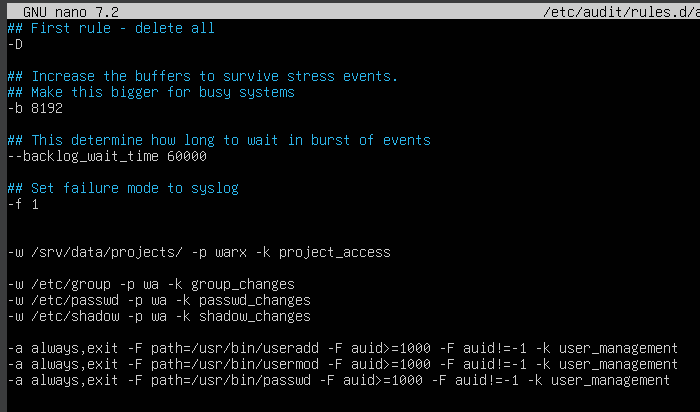 GNU nano 7.2 /etc/audit/rules.d/a
## First rule - delete all
-D
## Increase the buffers to survive stress events.
## Make this bigger for busy systems
-b 8192
## This determine how long to wait in burst of events
--backlog_wait_time 60000
## Set failure mode to syslog
-f 1
-w /srv/data/projects/ -p warx -k project_access
-w /etc/group -p wa -k group_changes
-w /etc/passwd -p wa -k passwd_changes
-w /etc/shadow -p wa -k shadow_changes
-a always,exit -F path=/usr/bin/useradd -F auid>=1000 -F auid!=-1 -k user_management
-a always,exit -F path=/usr/bin/usermod -F auid>=1000 -F auid!=-1 -k user_management
-a always,exit -F path=/usr/bin/passwd -F auid>=1000 -F auid!=-1 -k user_management